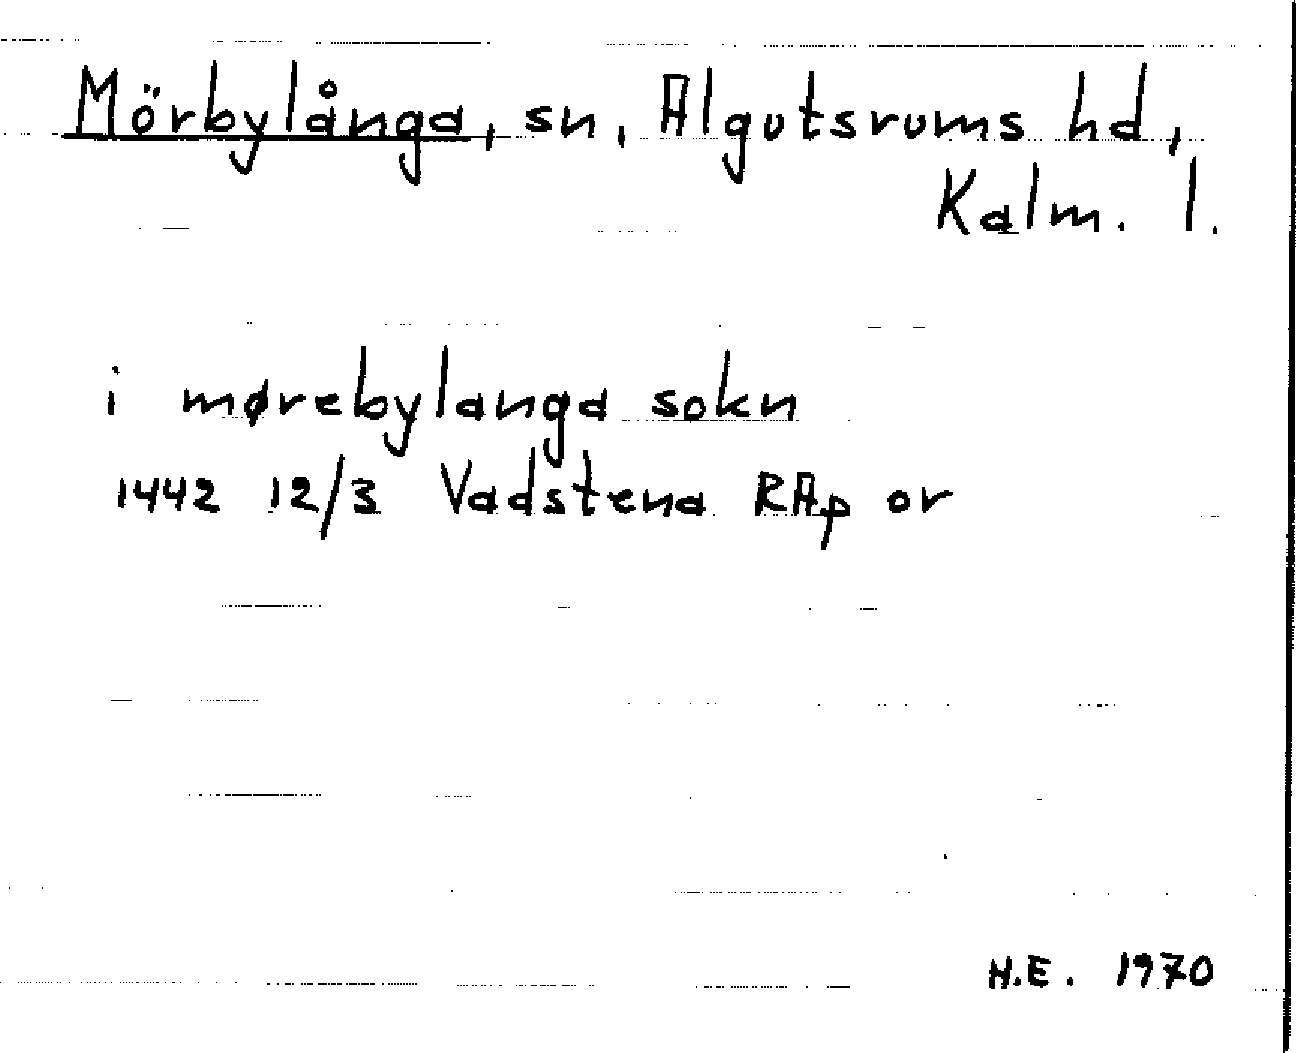 Mörbylånga, sn, Algutsrums hd,
Kalm. l.
i mørebylanga sokn
1442 12/3 Vadstena RAp or
H.E. 1970